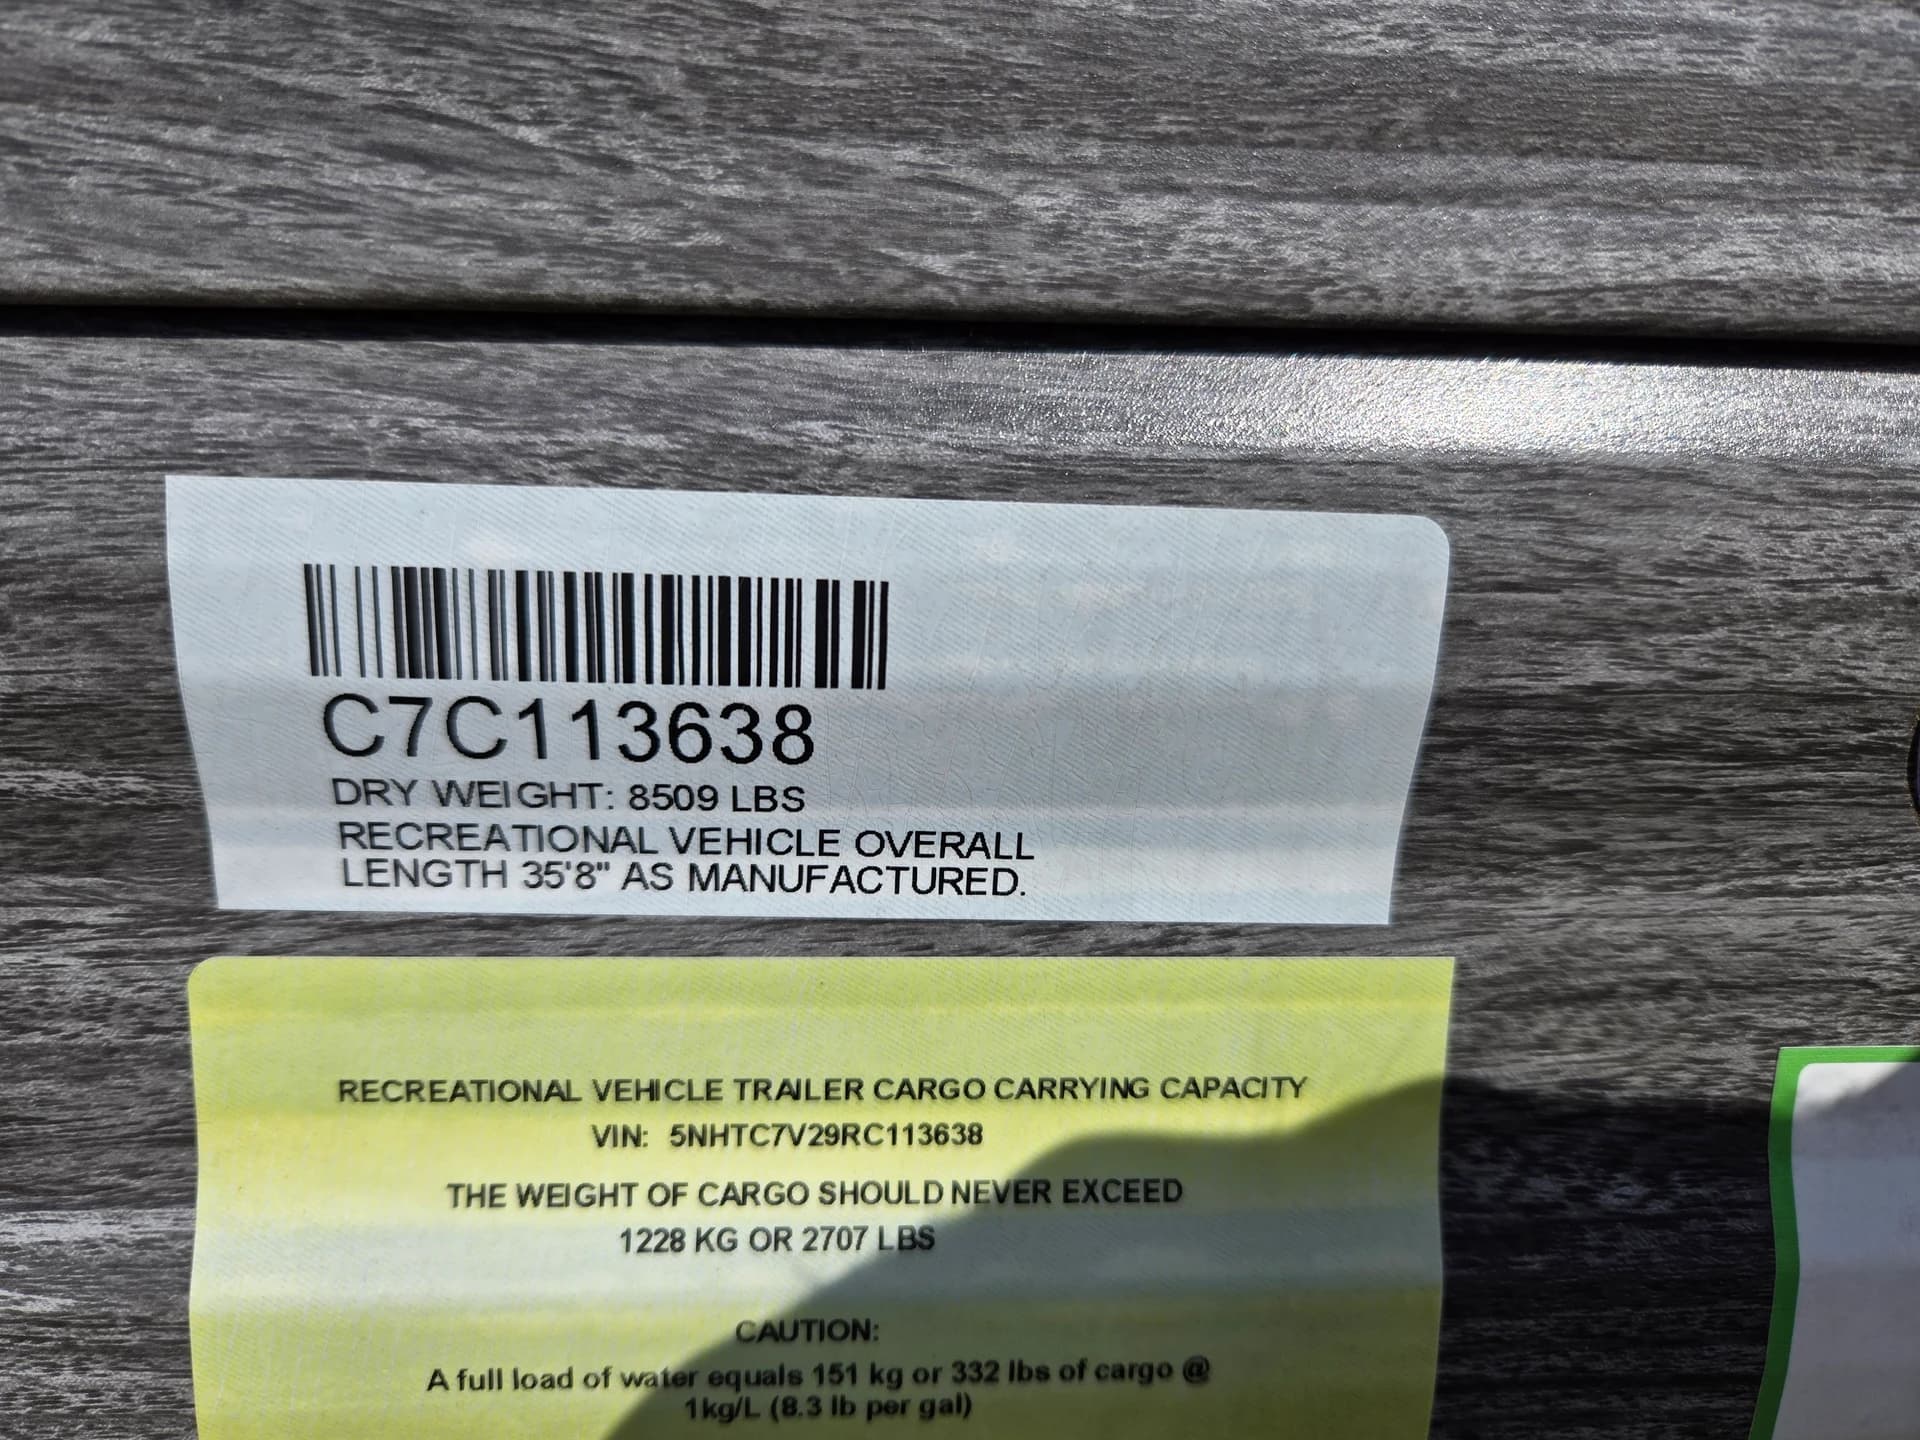 C7C113638
DRY WEIGHT: 8509 LBS
RECREATIONAL VEHICLE OVERALL
LENGTH 35'8" AS MANUFACTURED.
RECREATIONAL VEHICLE TRAILER CARGO CARRYING CAPACITY
VIN: 5NHTC7V29RC113638
THE WEIGHT OF CARGO SHOULD NEVER EXCEED
1228 KG OR 2707 LBS
CAUTION:
A full load of water equals 151 kg or 332 lbs of cargo @
1kg/L (8.3 lb per gal)